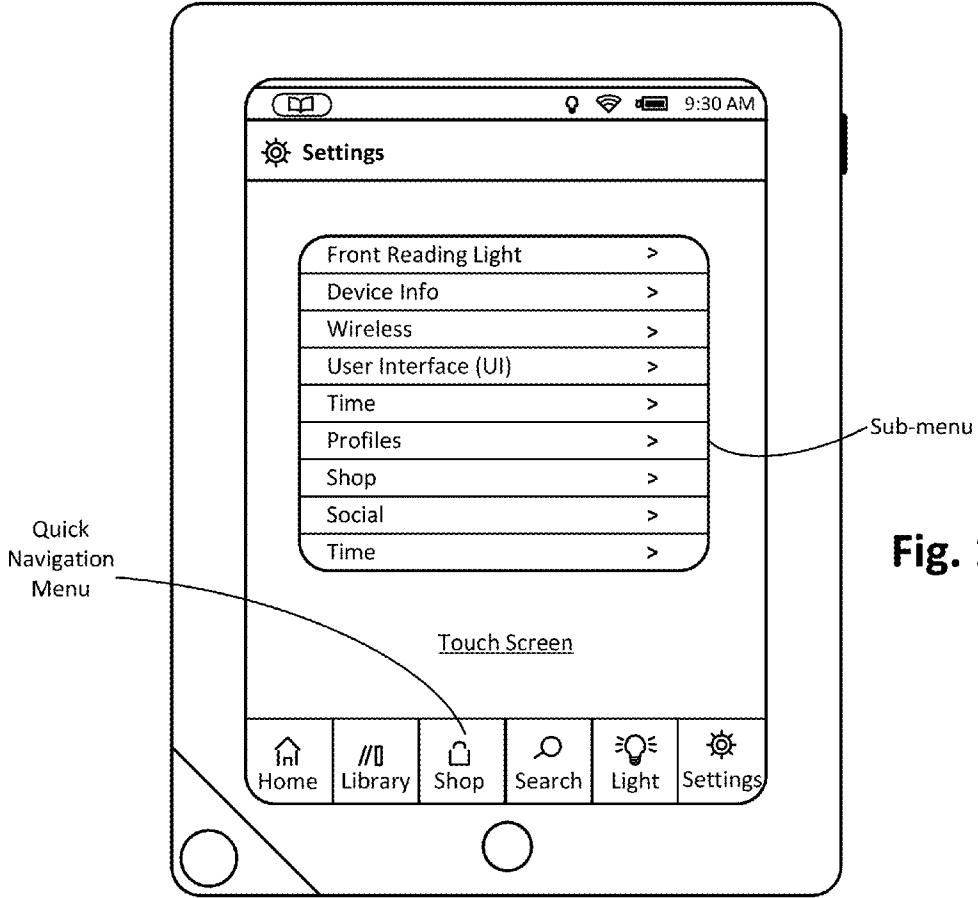 9:30 AM
Settings
Front Reading Light >
Device Info >
Wireless >
User Interface (UI) >
Time >
Profiles >
Shop >
Social >
Time >
Sub-menu
Quick
Navigation
Menu
Fig.
Touch Screen
Home Library Shop Search Light Settings